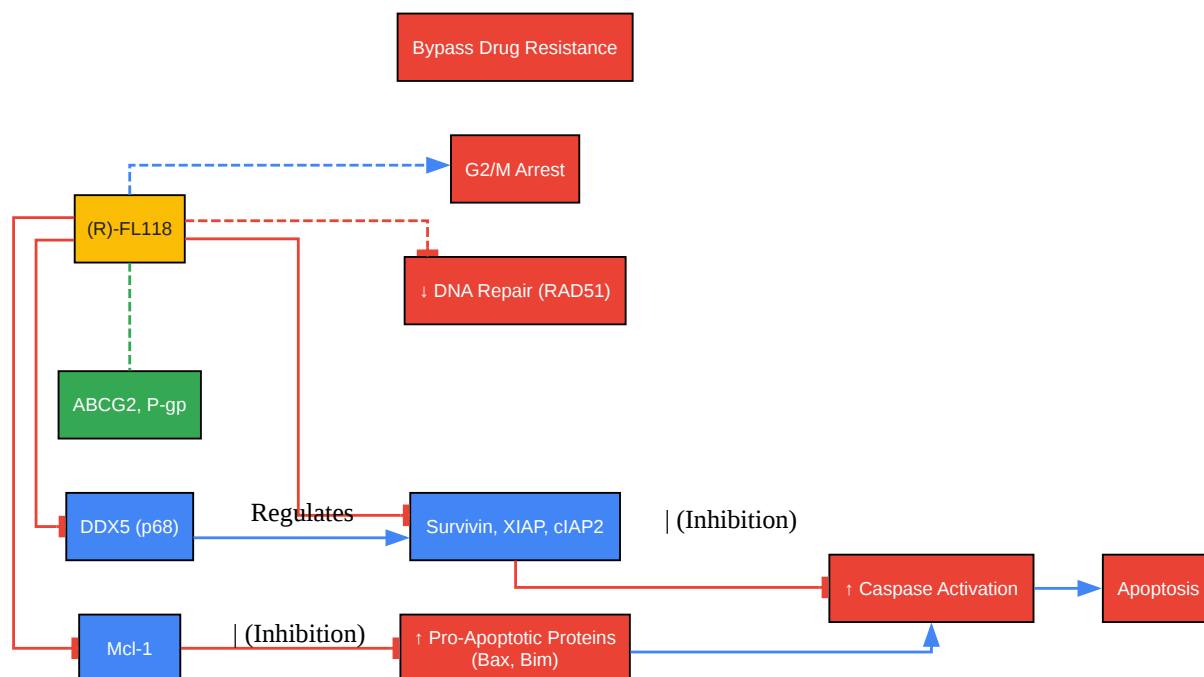 Bypass Drug Resistance
G2/M Arrest
(R)-FL118
↓ DNA Repair (RAD51)
ABCG2, P-gp
Regulates
DDX5 (p68)
Survivin, XIAP, cIAP2
| (Inhibition)
↑ Caspase Activation
Apoptosis
Mcl-1
| (Inhibition)
↑ Pro-Apoptotic Proteins
(Bax, Bim)